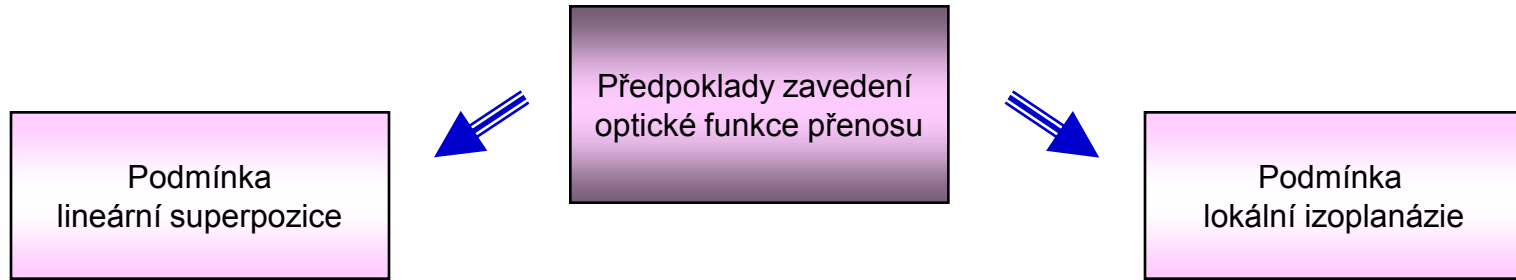 Předpoklady zavedení
optické funkce přenosu
Podmínka
lineární superpozice
Podmínka
lokální izoplanázie